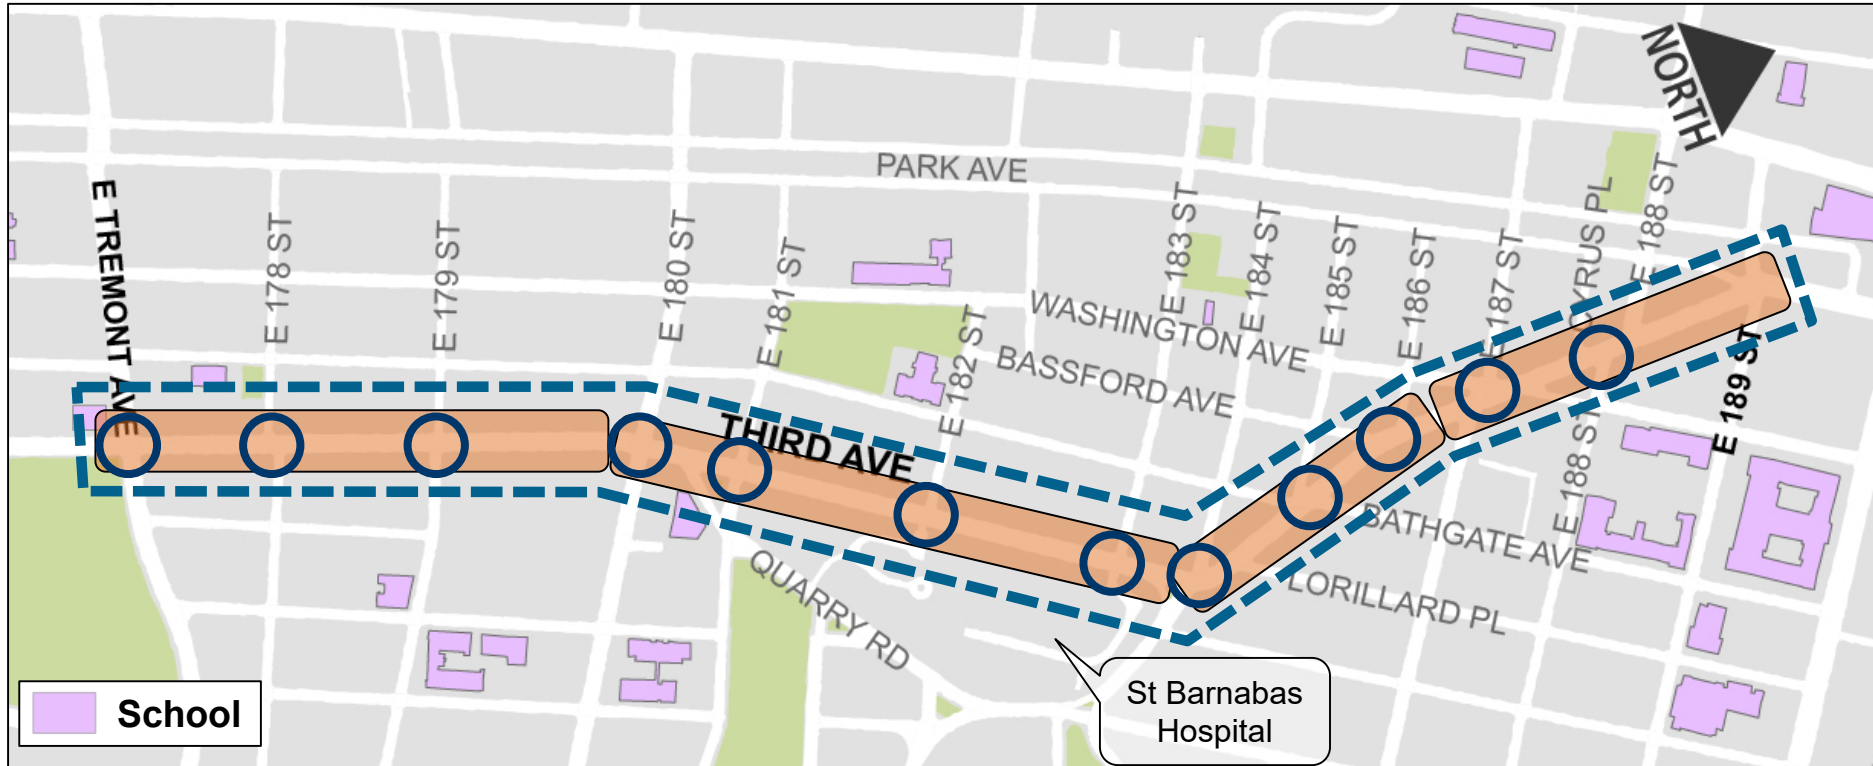 NORTH
PARK AVE
E TREMONT AVE
E 178 ST
E 179 ST
E 180 ST
E 181 ST
E 182 ST
E 183 ST
E 184 ST
E 185 ST
E 186 ST
E 187 ST
CYRUS PL
E 188 ST
WASHINGTON AVE
BASSFORD AVE
THIRD AVE
E 189 ST
E 188 ST
BATHGATE AVE
LORILLARD PL
QUARRY RD
St Barnabas
Hospital
School